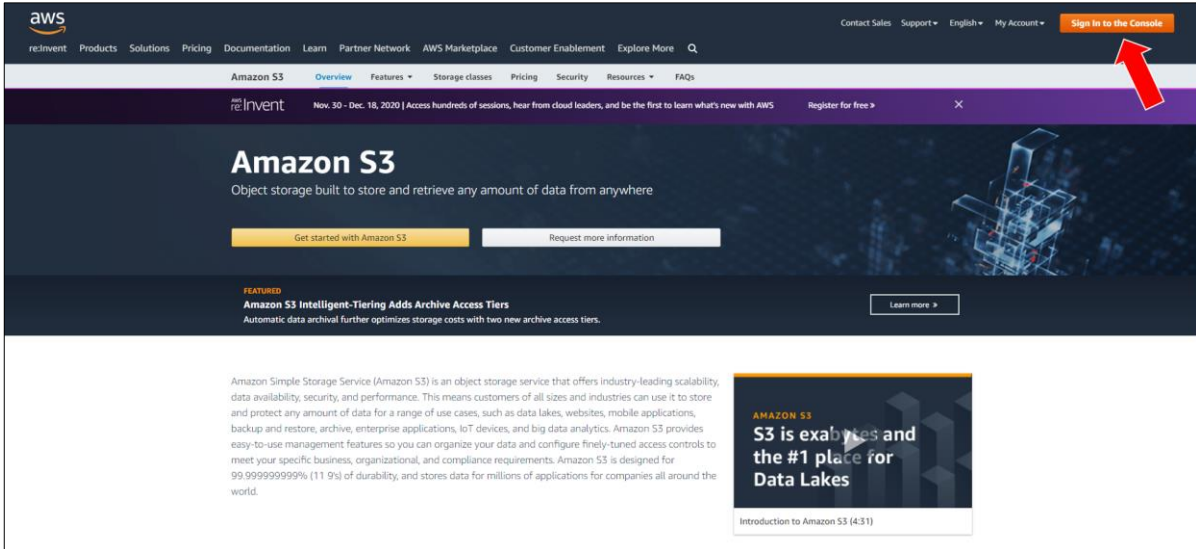 aws
Contact Sales Support English My Account Sign In to the Console
re:Invent Products Solutions Pricing Documentation Learn Partner Network AWS Marketplace Customer Enablement Explore More
Amazon S3 Overview Features Storage classes Pricing Security Resources FAQs
AWS re:Invent Nov. 30 - Dec. 18, 2020 | Access hundreds of sessions, hear from cloud leaders, and be the first to learn what's new with AWS Register for free »
Amazon S3
Object storage built to store and retrieve any amount of data from anywhere
Get started with Amazon S3 Request more information
FEATURED
Amazon S3 Intelligent-Tiering Adds Archive Access Tiers
Automatic data archival further optimizes storage costs with two new archive access tiers.
Learn more »
Amazon Simple Storage Service (Amazon S3) is an object storage service that offers industry-leading scalability,
data availability, security, and performance. This means customers of all sizes and industries can use it to store
and protect any amount of data for a range of use cases, such as data lakes, websites, mobile applications,
backup and restore, archive, enterprise applications, IoT devices, and big data analytics. Amazon S3 provides
easy-to-use management features so you can organize your data and configure finely-tuned access controls to
meet your specific business, organizational, and compliance requirements. Amazon S3 is designed for
99.999999999% (11 9's) of durability, and stores data for millions of applications for companies all around the
world.
AMAZON S3
S3 is exabytes and
the #1 place for
Data Lakes
Introduction to Amazon S3 (4:31)